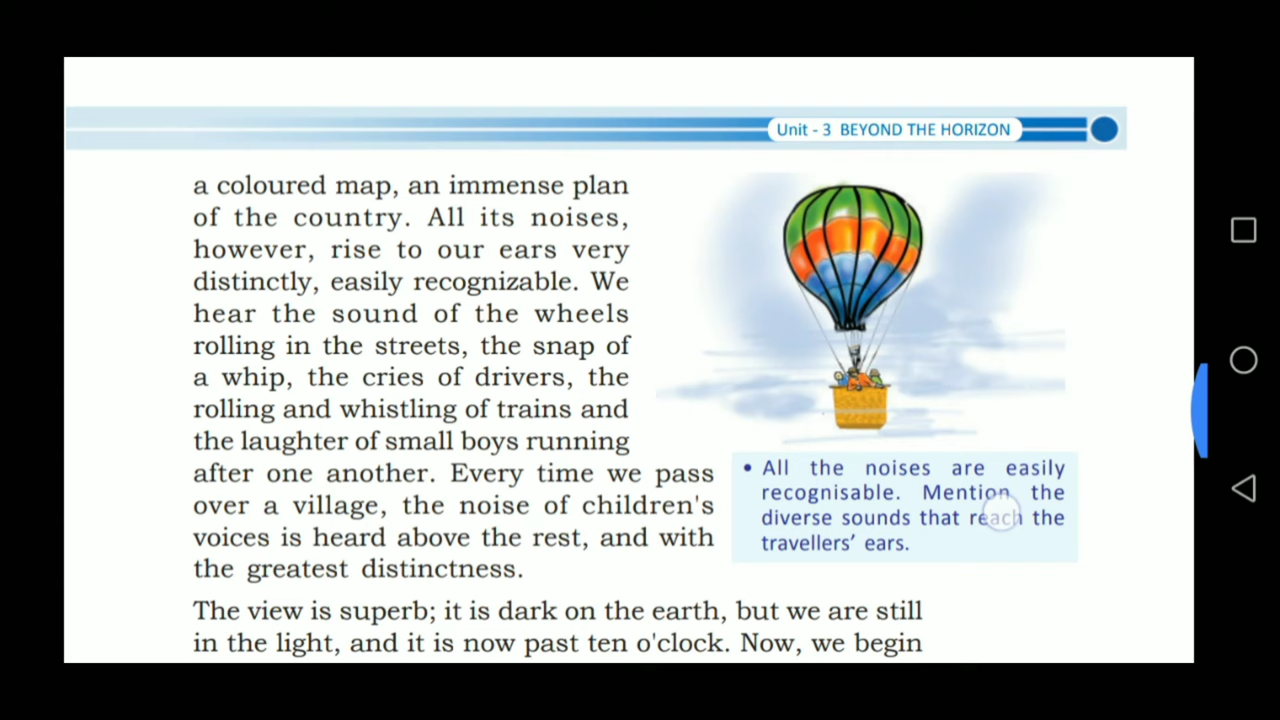 Unit - 3 BEYOND THE HORIZON
a coloured map, an immense plan
of the country. All its noises,
however, rise to our ears very
distinctly, easily recognizable. We
hear the sound of the wheels
rolling in the streets, the snap of
a whip, the cries of drivers, the
rolling and whistling of trains and
the laughter of small boys running
after one another. Every time we pass
over a village, the noise of children's
voices is heard above the rest, and with
the greatest distinctness.
• All the noises are easily
recognisable. Mention the
diverse sounds that reach the
travellers' ears.
The view is superb; it is dark on the earth, but we are still
in the light, and it is now past ten o'clock. Now, we begin